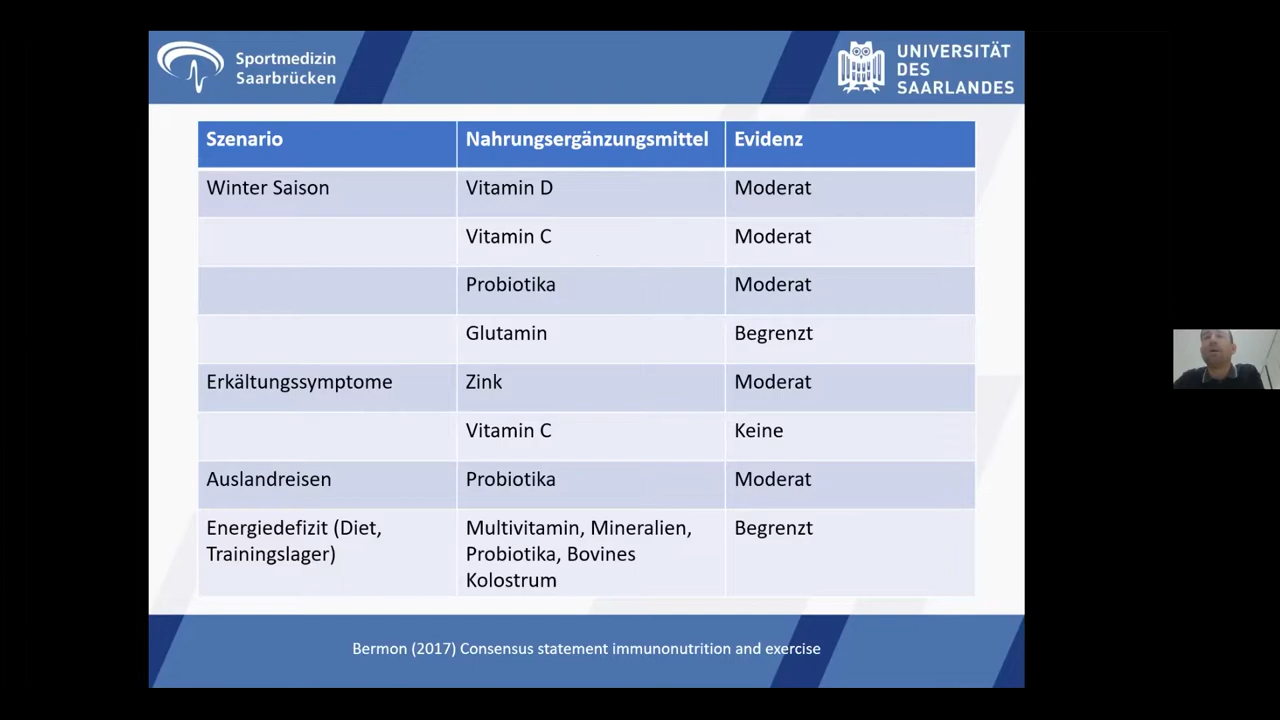 Sportmedizin
Saarbrücken
UNIVERSITÄT
DES
SAARLANDES
Szenario Nahrungsergänzungsmittel Evidenz
Winter Saison Vitamin D Moderat
Vitamin C Moderat
Probiotika Moderat
Glutamin Begrenzt
Erkältungssymptome Zink Moderat
Vitamin C Keine
Auslandreisen Probiotika Moderat
Energiedefizit (Diet, Multivitamin, Mineralien, Begrenzt
Trainingslager) Probiotika, Bovines
Kolostrum
Bermon (2017) Consensus statement immunonutrition and exercise